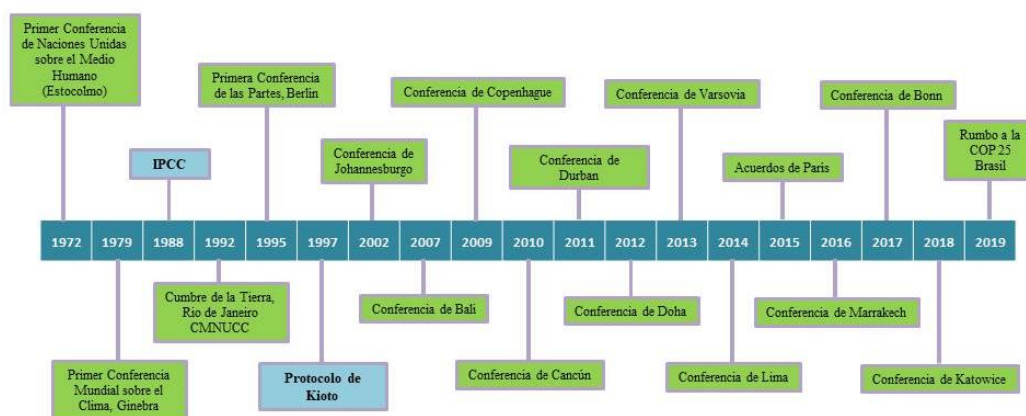 Primer Conferencia
de Naciones Unidas
sobre el Medio
Humano
(Estocolmo)
Primera Conferencia
de las Partes, Berlin
Conferencia de Copenhague
Conferencia de Varsovia
Conferencia de Bonn
IPCC
Conferencia de
Johannesburgo
Conferencia de
Durban
Acuerdos de Paris
Rumbo a la
COP 25
Brasil
1972 1979 1988 1992 1995 1997 2002 2007 2009 2010 2011 2012 2013 2014 2015 2016 2017 2018 2019
Cumbre de la Tierra,
Rio de Janeiro
CMNUCC
Conferencia de Bali
Conferencia de Doha
Conferencia de Marrakech
Primer Conferencia
Mundial sobre el
Clima, Ginebra
Protocolo de
Kioto
Conferencia de Cancún
Conferencia de Lima
Conferencia de Katowice